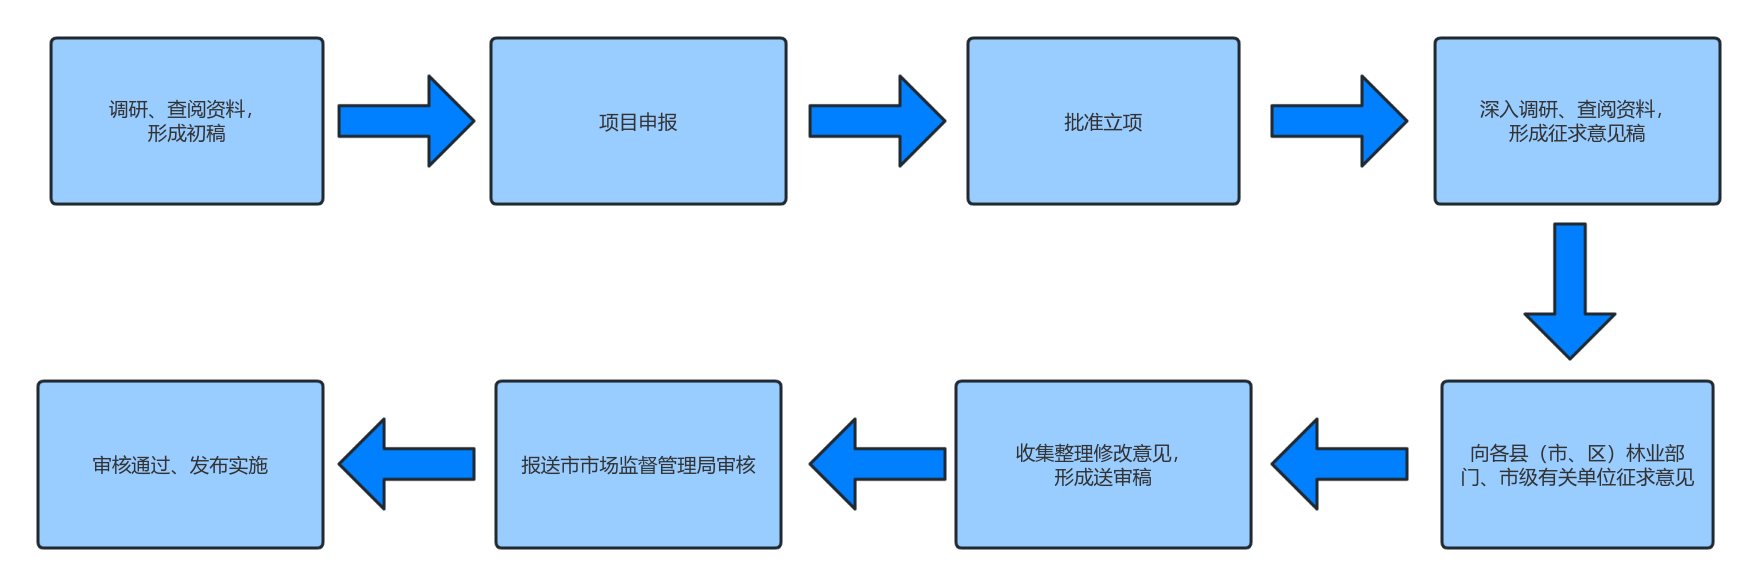 调研、查阅资料，
形成初稿
项目申报
批准立项
深入调研、查阅资料，
形成征求意见稿
向各县（市、区）林业部
门、市级有关单位征求意见
收集整理修改意见，
形成送审稿
报送市市场监督管理局审核
审核通过、发布实施